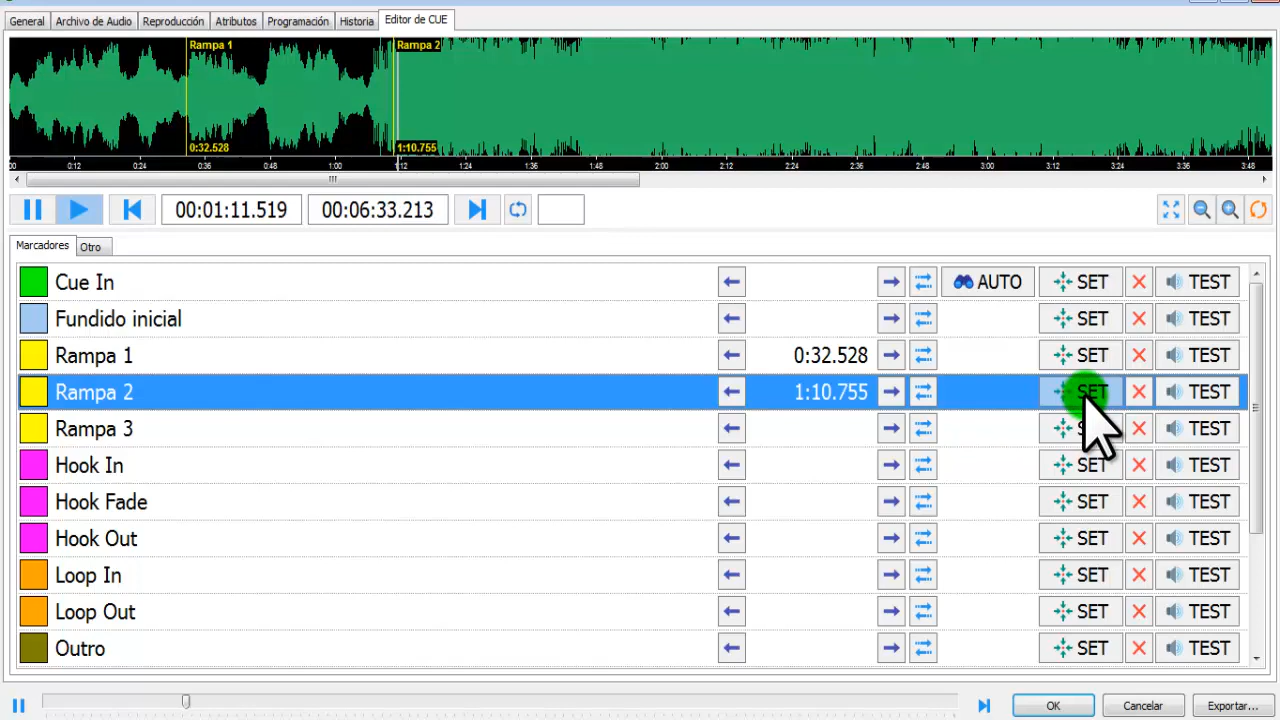 General Archivo de Audio Reproducción Atributos Programación Historia Editor de CUE
Rampa 1 Rampa 2
0:32.528 1:10.755
0:12 0:24 0:36 0:48 1:00 1:12 1:24 1:36 1:48 2:00 2:12 2:24 2:36 2:48 3:00 3:12 3:24 3:36 3:48
00:01:11.519 00:06:33.213
Marcadores Otro
Cue In AUTO SET TEST
Fundido inicial SET TEST
Rampa 1 0:32.528 SET TEST
Rampa 2 1:10.755 SET TEST
Rampa 3 TEST
Hook In SET TEST
Hook Fade SET TEST
Hook Out SET TEST
Loop In SET TEST
Loop Out SET TEST
Outro SET TEST
OK Cancelar Exportar...